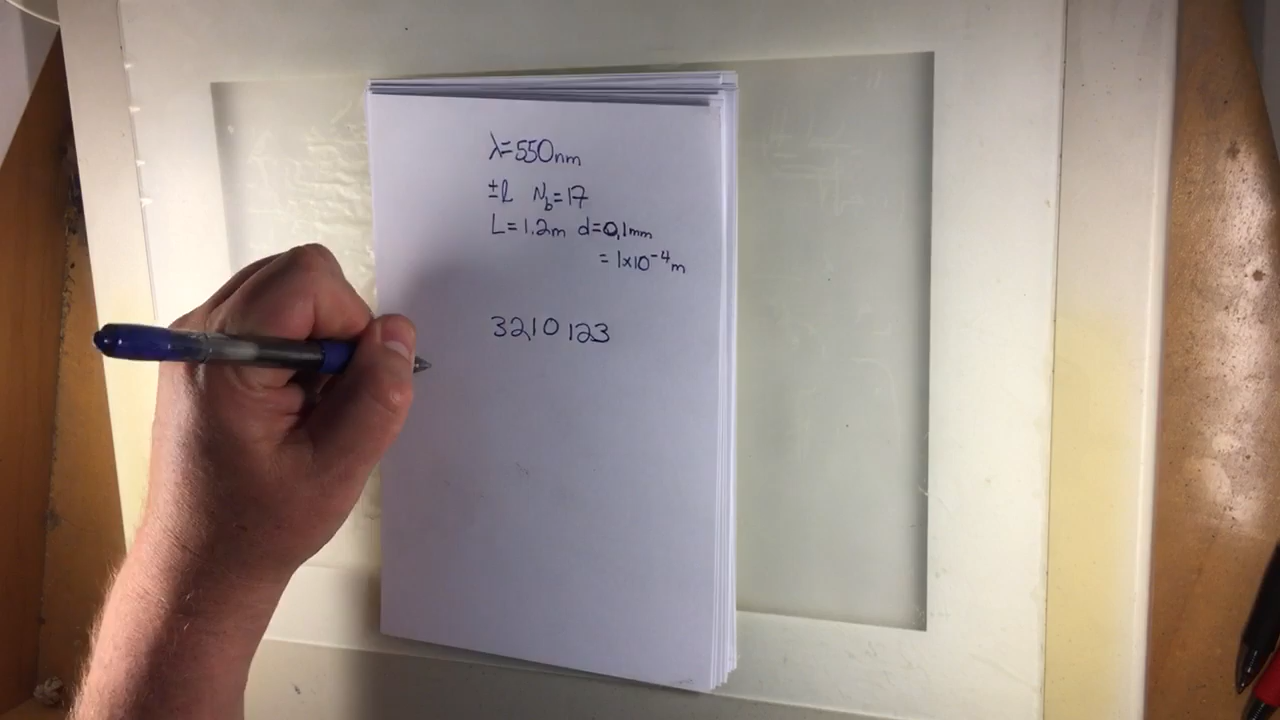 λ=550nm
±l N_b=17
L=1.2m d=0,1mm
= 1x10⁻⁴m
3210123